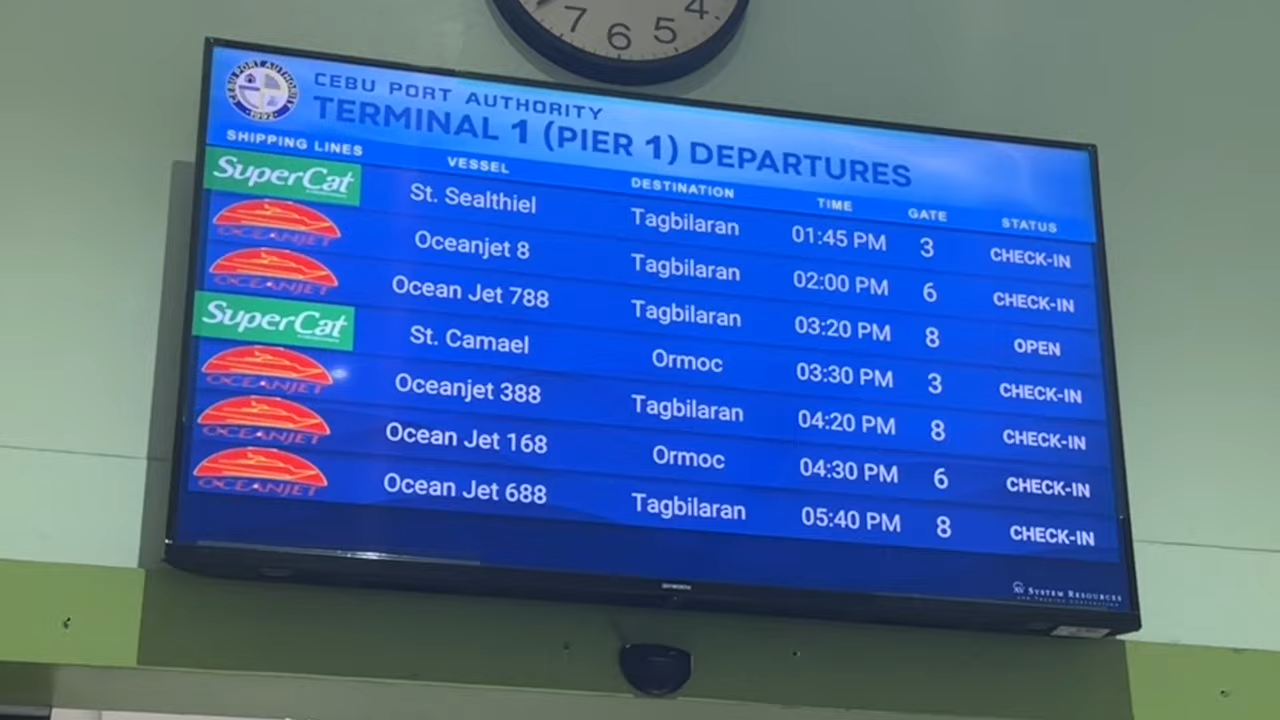 7 6 5 4
CEBU PORT AUTHORITY
1992
CEBU PORT AUTHORITY
TERMINAL 1 (PIER 1) DEPARTURES
SHIPPING LINES VESSEL DESTINATION TIME GATE STATUS
SuperCat St. Sealthiel Tagbilaran 01:45 PM 3 CHECK-IN
OCEANJET Oceanjet 8 Tagbilaran 02:00 PM 6 CHECK-IN
OCEANJET Ocean Jet 788 Tagbilaran 03:20 PM 8 OPEN
SuperCat St. Camael Ormoc 03:30 PM 3 CHECK-IN
OCEANJET Oceanjet 388 Tagbilaran 04:20 PM 8 CHECK-IN
OCEANJET Ocean Jet 168 Ormoc 04:30 PM 6 CHECK-IN
OCEANJET Ocean Jet 688 Tagbilaran 05:40 PM 8 CHECK-IN
SYSTEM RESOURCES